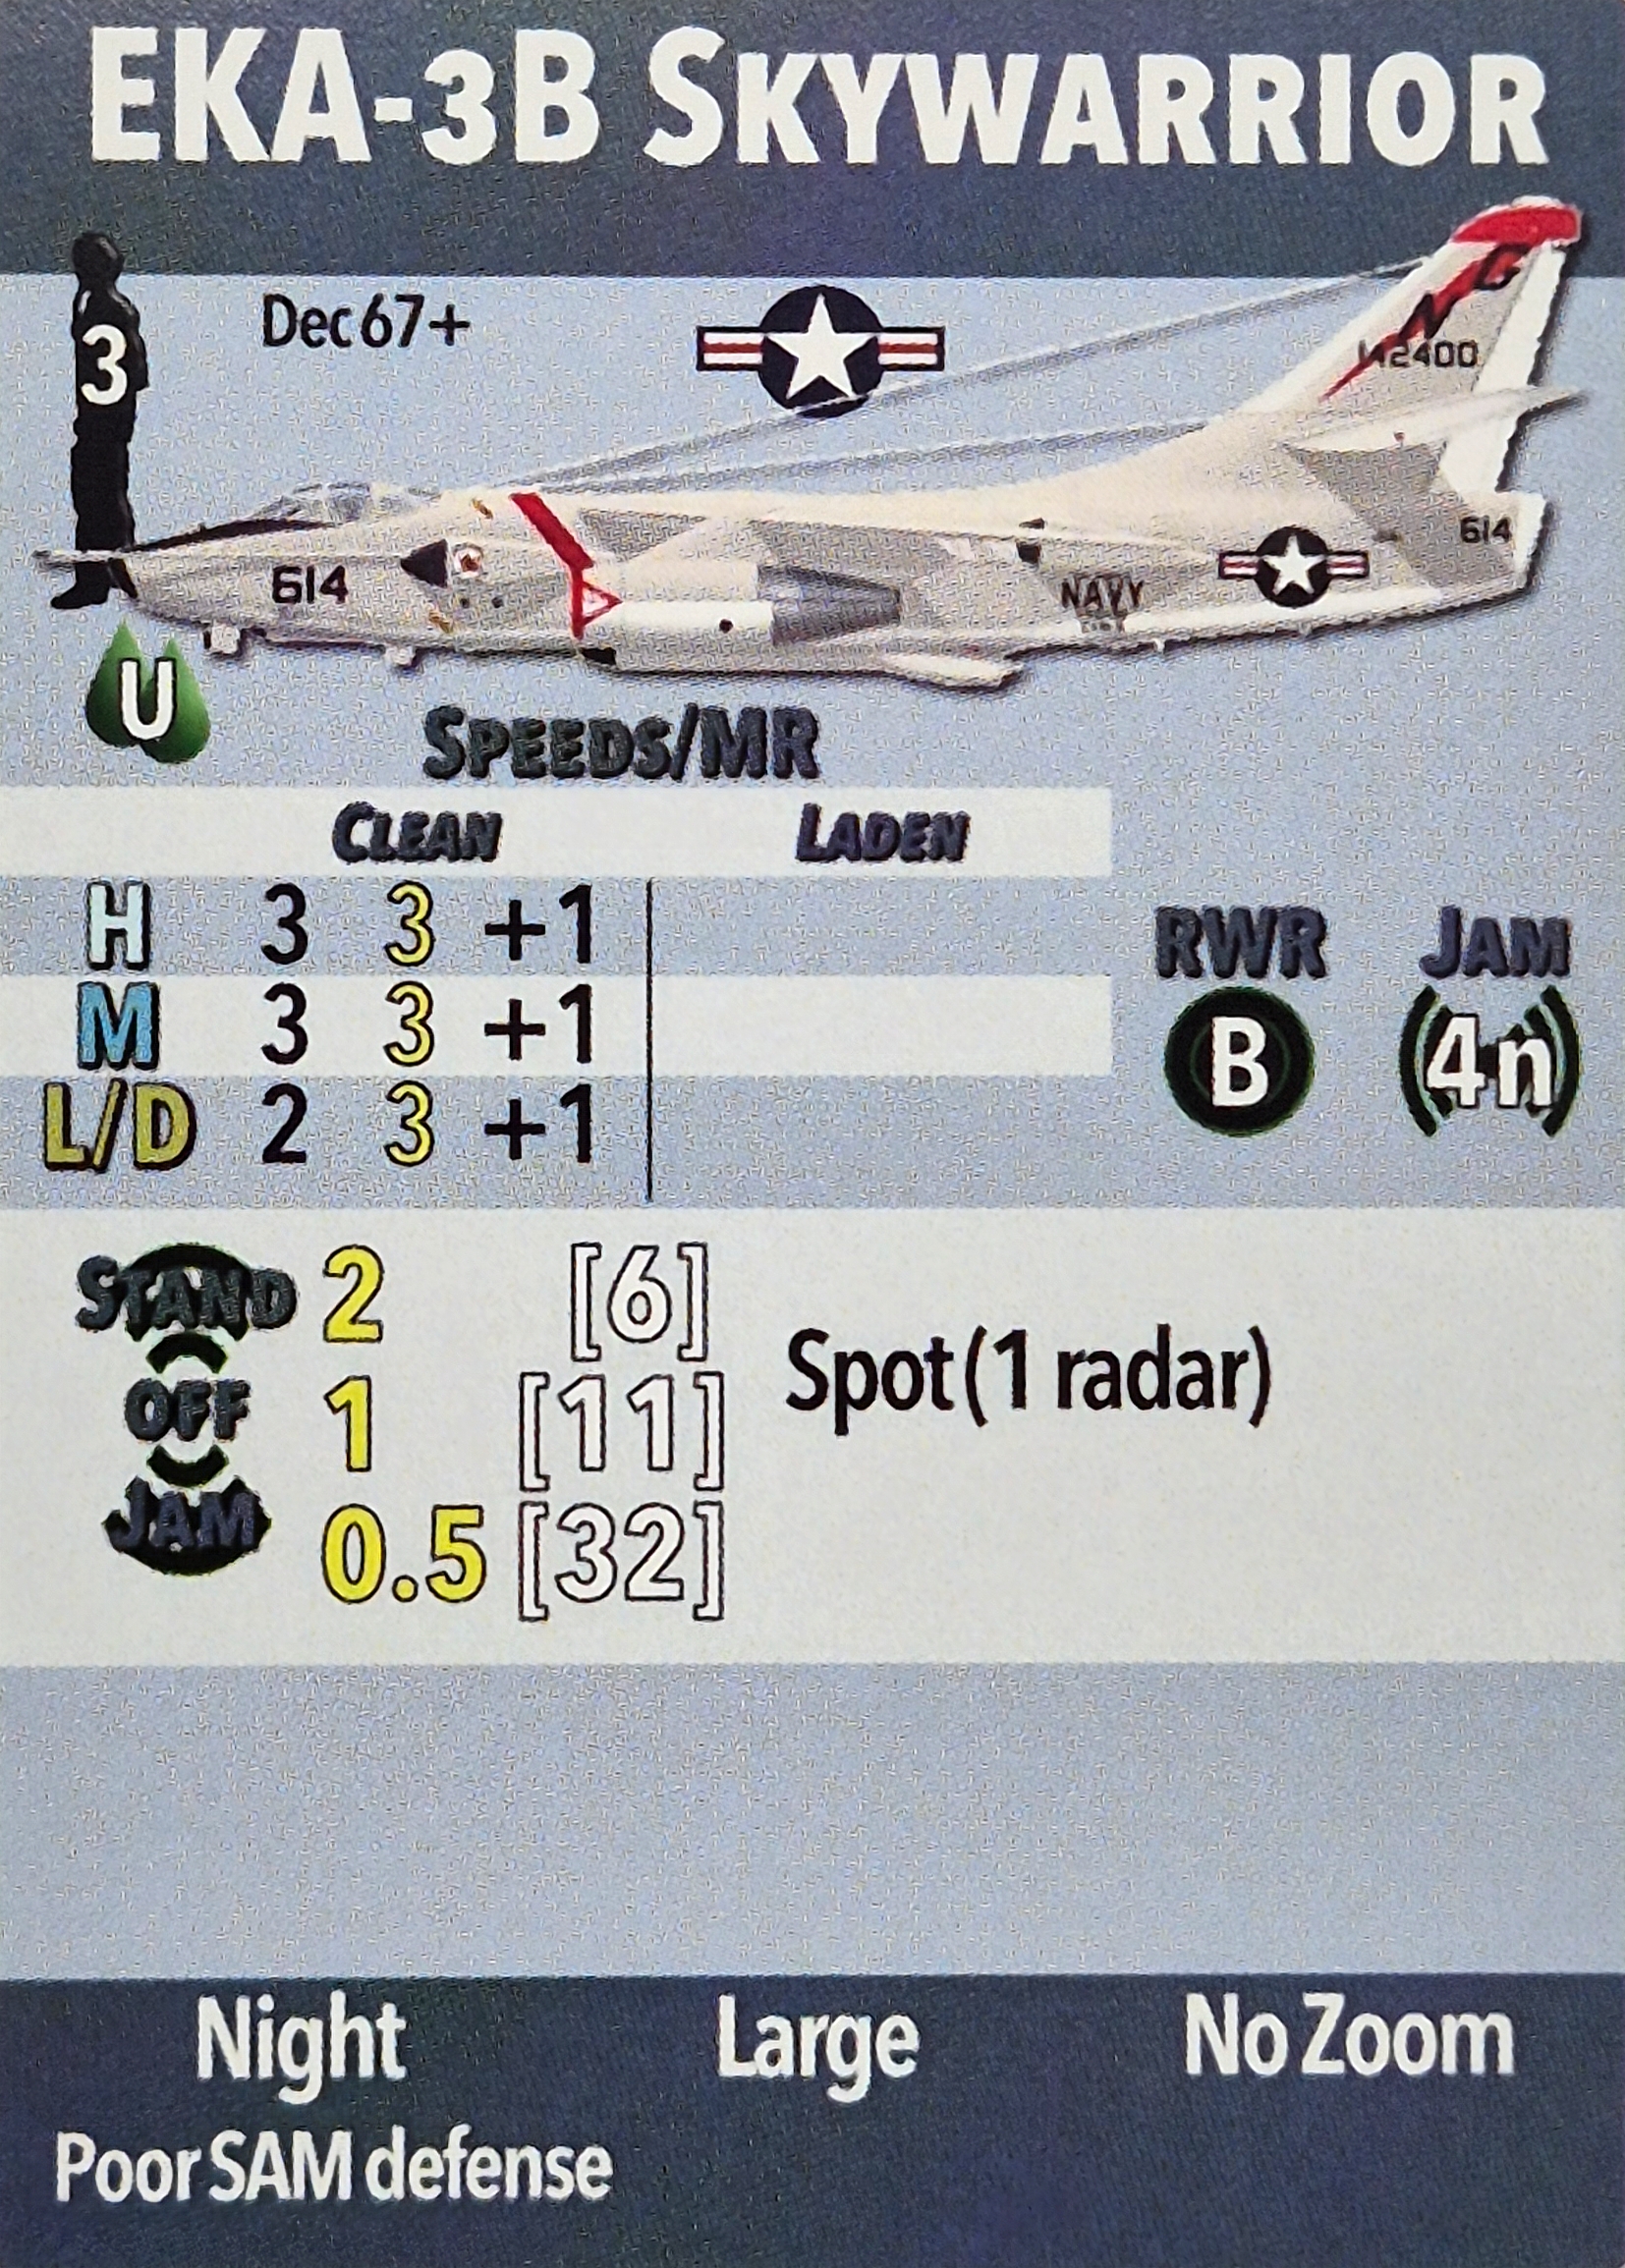 EKA-3B SKYWARRIOR
3
Dec 67+
NG
142400
614
614
NAVY
U
SPEEDS/MR
CLEAN LADEN
H 3 3 +1
M 3 3 +1
L/D 2 3 +1
RWR JAM
B (4n)
STAND OFF JAM
2 [6]
1 [11]
0.5 [32]
Spot (1 radar)
Night Large No Zoom
Poor SAM defense